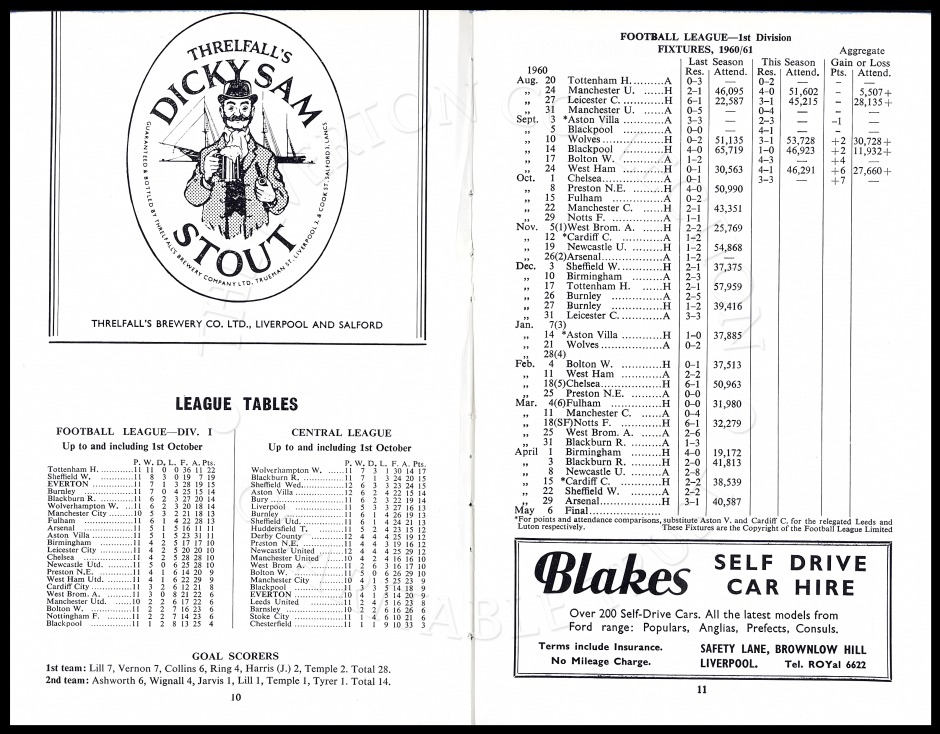 THRELFALL'S
DICKY SAM
STOUT
GUARANTEED & BOTTLED BY THRELFALL'S BREWERY COMPANY LTD, TRUEMAN ST, LIVERPOOL 3, & COOK ST, SALFORD 3, LANCS.
THRELFALL'S BREWERY CO. LTD., LIVERPOOL AND SALFORD
LEAGUE TABLES
FOOTBALL LEAGUE—DIV. I
Up to and including 1st October
P. W. D. L. F. A. Pts.
Tottenham H. ........11 11 0 0 36 11 22
Sheffield W. ........11 8 3 0 19 7 19
EVERTON ........11 7 1 3 28 19 15
Burnley ........11 7 0 4 25 15 14
Blackburn R. ........11 6 2 3 27 20 14
Wolverhampton W. ..11 6 2 3 20 18 14
Manchester City ....10 5 3 2 21 18 13
Fulham ........11 6 1 4 22 28 13
Arsenal ........11 5 1 5 16 11 11
Aston Villa ........11 5 1 5 23 31 11
Birmingham ........11 4 2 5 17 17 10
Leicester City ........11 4 2 5 20 20 10
Chelsea ........11 4 2 5 28 28 10
Newcastle Utd. ......11 5 0 6 25 28 10
Preston N.E. ........11 4 1 6 14 20 9
West Ham Utd. ......11 4 1 6 22 29 9
Cardiff City ........11 3 2 6 12 21 8
West Brom. A. ......11 3 0 8 21 22 6
Manchester Utd. ....10 2 2 6 17 22 6
Bolton W. ........11 2 2 7 14 23 6
Nottingham F. ......11 2 2 7 16 23 6
Blackpool ........11 1 2 8 13 25 4
CENTRAL LEAGUE
Up to and including 1st October
P. W. D. L. F. A. Pts.
Wolverhampton W. ..11 7 3 1 30 14 17
Blackburn R. ........11 7 1 3 24 20 15
Sheffield Wed. ......12 6 3 3 23 24 15
Aston Villa ........12 6 2 4 22 15 14
Bury ........11 6 2 3 22 19 14
Liverpool ........11 5 3 3 27 16 13
Burnley ........11 6 1 4 26 19 13
Sheffield Utd. ......11 6 1 4 24 21 13
Huddersfield T. ......11 5 2 4 23 15 12
Derby County ......12 4 4 4 25 19 12
Preston N.E. ........11 4 4 3 19 16 12
Newcastle United ....12 4 4 4 25 29 12
Manchester United ..10 4 2 4 16 16 10
West Brom A. ......11 2 6 3 16 17 10
Bolton W. ........11 5 0 6 26 29 10
Manchester City ....10 4 1 5 25 23 9
Blackpool ........11 3 3 5 14 18 9
EVERTON ........10 4 1 5 14 20 9
Leeds United ......11 2 4 5 16 23 8
Barnsley ........10 2 2 6 16 26 6
Stoke City ........11 1 4 6 10 21 6
Chesterfield ........11 1 1 9 10 33 3
GOAL SCORERS
1st team: Lill 7, Vernon 7, Collins 6, Ring 4, Harris (J.) 2, Temple 2. Total 28.
2nd team: Ashworth 6, Wignall 4, Jarvis 1, Lill 1, Temple 1, Tyrer 1. Total 14.
10
FOOTBALL LEAGUE—1st Division
FIXTURES, 1960/61
Aggregate
Last Season This Season Gain or Loss
1960 Res. Attend. Res. Attend. Pts. Attend.
Aug. 20 Tottenham H. ........A 0–3 — 0–2 — – —
„ 24 Manchester U. ......H 2–1 46,095 4–0 51,602 – 5,507+
„ 27 Leicester C. ........H 6–1 22,587 3–1 45,215 – 28,135+
„ 31 Manchester U. ......A 0–5 — 0–4 — –
Sept. 3 *Aston Villa ........A 3–3 — 2–3 — –1 —
„ 5 Blackpool ........A 0–0 — 4–1 — – —
„ 10 Wolves ........H 0–2 51,135 3–1 53,728 +2 30,728+
„ 14 Blackpool ........H 4–0 65,719 1–0 46,923 +2 11,932+
„ 17 Bolton W. ........A 1–2 4–3 — +4 —
„ 24 West Ham ........H 0–1 30,563 4–1 46,291 +6 27,660+
Oct. 1 Chelsea ........A 0–1 3–3 — +7 —
„ 8 Preston N.E. ......H 4–0 50,990
„ 15 Fulham ........A 0–2
„ 22 Manchester C. ......H 2–1 43,351
„ 29 Notts F. ........A 1–1
Nov. 5(1)West Brom. A. ......H 2–2 25,769
„ 12 *Cardiff C. ........A 1–2
„ 19 Newcastle U. ......H 1–2 54,868
„ 26(2)Arsenal ........A 1–2 —
Dec. 3 Sheffield W. ........H 2–1 37,375
„ 10 Birmingham ......A 2–3
„ 17 Tottenham H. ......H 2–1 57,959
„ 26 Burnley ........A 2–5
„ 27 Burnley ........H 1–2 39,416
„ 31 Leicester C. ........A 3–3
Jan. 7(3)
„ 14 *Aston Villa ........H 1–0 37,885
„ 21 Wolves ........A 0–2
„ 28(4)
Feb. 4 Bolton W. ........H 0–1 37,513
„ 11 West Ham ........A 2–2
„ 18(5)Chelsea ........H 6–1 50,963
„ 25 Preston N.E. ......A 0–0
Mar. 4(6)Fulham ........H 0–0 31,980
„ 11 Manchester C. ......A 0–4
„ 18(SF)Notts F. ........H 6–1 32,279
„ 25 West Brom. A. ......A 2–6
„ 31 Blackburn R. ......A 1–3
April 1 Birmingham ......H 4–0 19,172
„ 3 Blackburn R. ......H 2–0 41,813
„ 8 Newcastle U. ......A 2–8
„ 15 *Cardiff C. ........H 2–2 38,539
„ 22 Sheffield W. ......A 2–2
„ 29 Arsenal ........H 3–1 40,587
May 6 Final
*For points and attendance comparisons, substitute Aston V. and Cardiff C. for the relegated Leeds and
Luton respectively. These Fixtures are the Copyright of the Football League Limited
Blakes SELF DRIVE
CAR HIRE
Over 200 Self-Drive Cars. All the latest models from
Ford range: Populars, Anglias, Prefects, Consuls.
Terms include Insurance. SAFETY LANE, BROWNLOW HILL
No Mileage Charge. LIVERPOOL. Tel. ROYal 6622
11